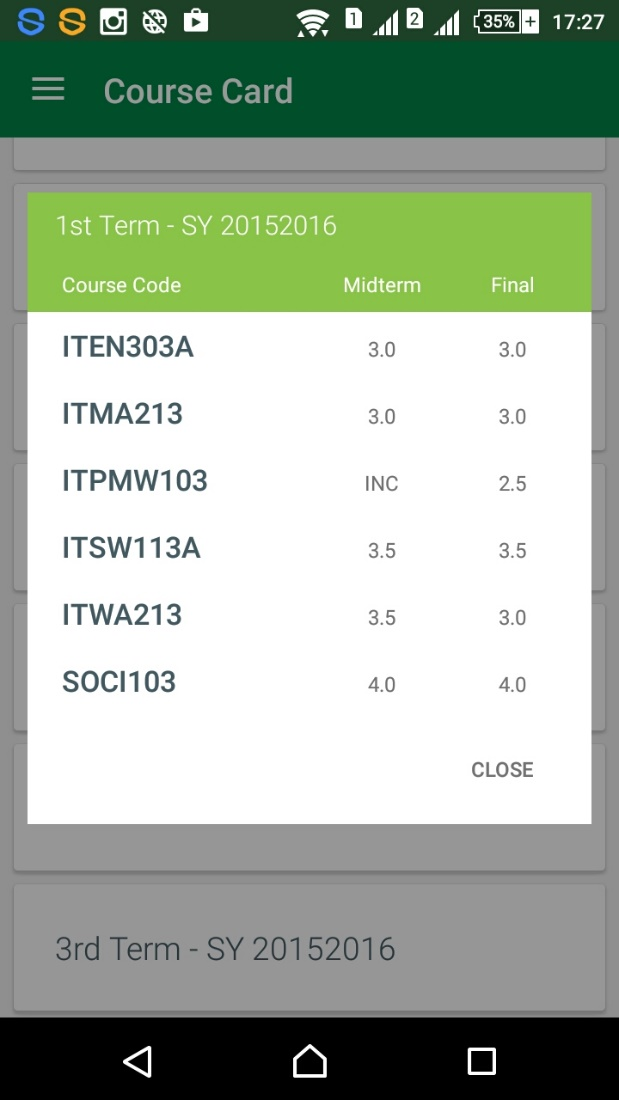 1 2 35% 17:27
Course Card
1st Term - SY 20152016
Course Code Midterm Final
ITEN303A 3.0 3.0
ITMA213 3.0 3.0
ITPMW103 INC 2.5
ITSW113A 3.5 3.5
ITWA213 3.5 3.0
SOCI103 4.0 4.0
CLOSE
3rd Term - SY 20152016